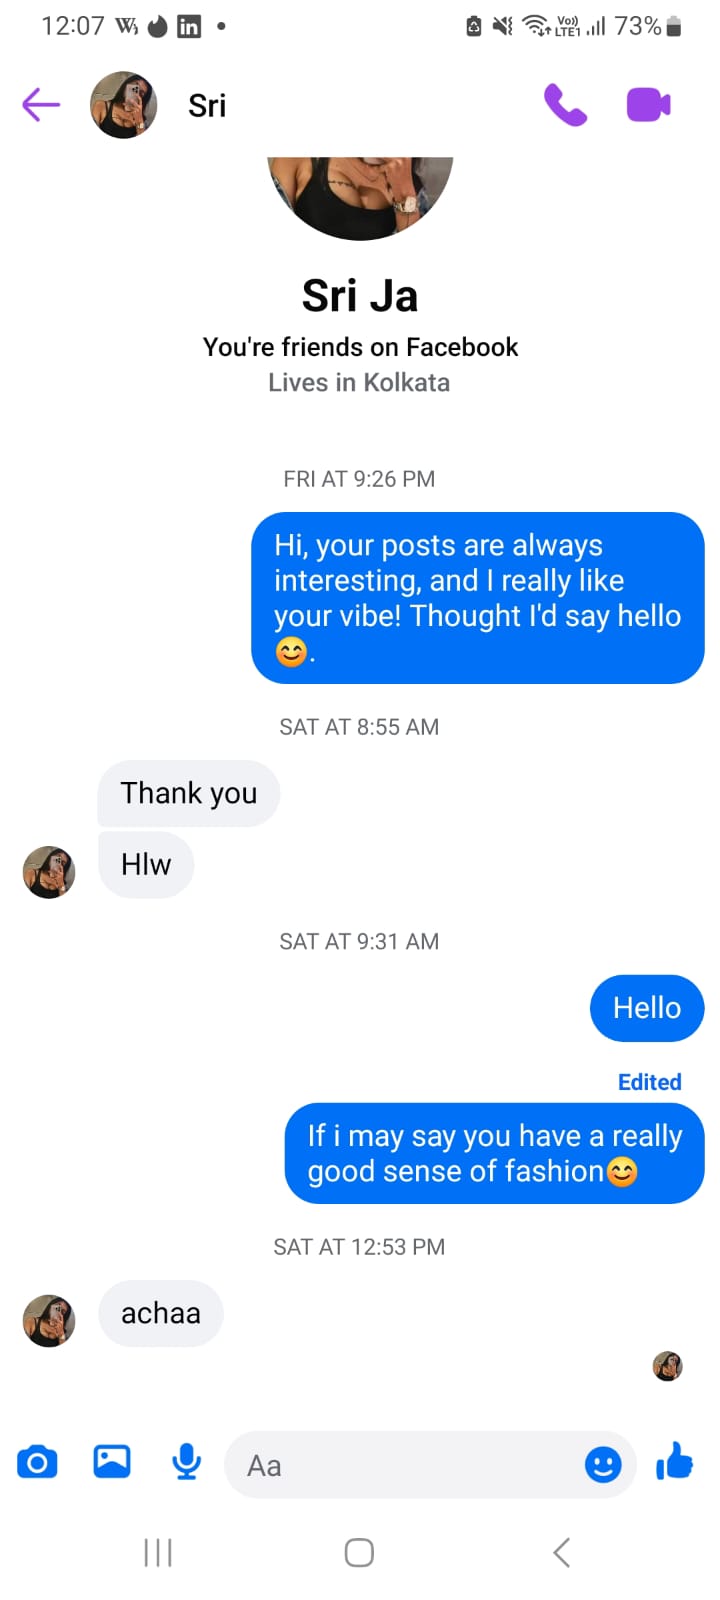 12:07 Vo)) LTE1 73%
Sri
Sri Ja
You're friends on Facebook
Lives in Kolkata
FRI AT 9:26 PM
Hi, your posts are always
interesting, and I really like
your vibe! Thought I'd say hello
😊.
SAT AT 8:55 AM
Thank you
Hlw
SAT AT 9:31 AM
Hello
Edited
If i may say you have a really
good sense of fashion😊
SAT AT 12:53 PM
achaa
Aa